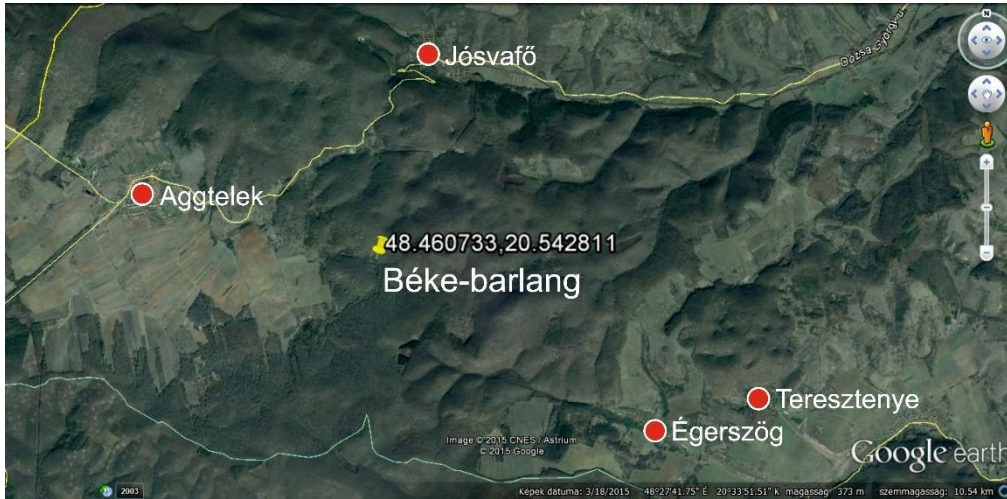 N
Jósvafő
Dózsa György u
Aggtelek
48.460733,20.542811
Béke-barlang
Teresztenye
Égerszög
Image © 2015 CNES / Astrium
© 2015 Google
Google earth
2003
Képek dátuma: 3/18/2015 48°27'41.75" É 20°33'51.51" K magasság 373 m szemmagasság: 10.54 km